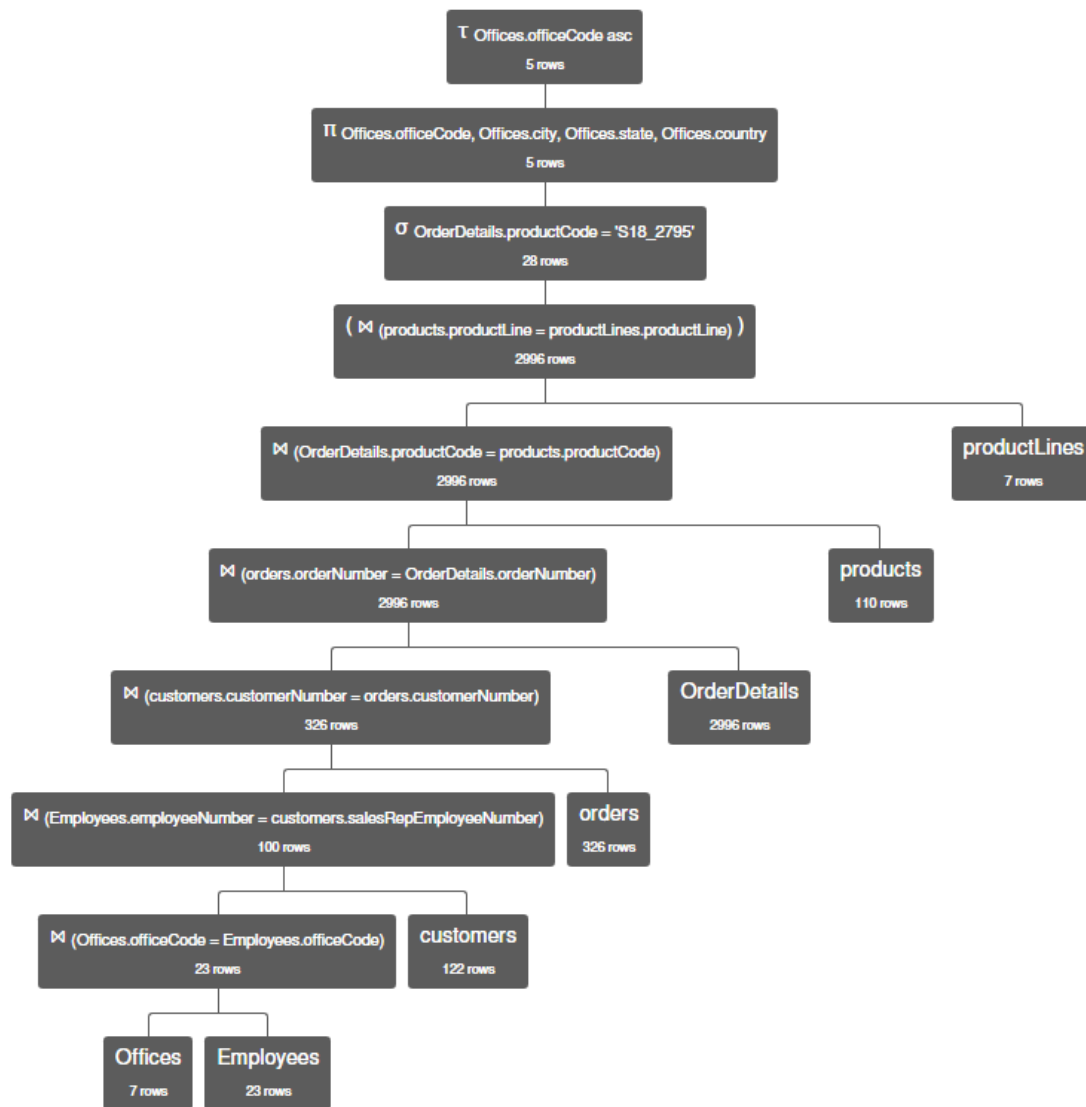 τ Offices.officeCode asc
5 rows
π Offices.officeCode, Offices.city, Offices.state, Offices.country
5 rows
σ OrderDetails.productCode = 'S18_2795'
28 rows
( ⋈ (products.productLine = productLines.productLine) )
2996 rows
⋈ (OrderDetails.productCode = products.productCode)
2996 rows
productLines
7 rows
⋈ (orders.orderNumber = OrderDetails.orderNumber)
2996 rows
products
110 rows
⋈ (customers.customerNumber = orders.customerNumber)
326 rows
OrderDetails
2996 rows
⋈ (Employees.employeeNumber = customers.salesRepEmployeeNumber)
100 rows
orders
326 rows
⋈ (Offices.officeCode = Employees.officeCode)
23 rows
customers
122 rows
Offices
7 rows
Employees
23 rows